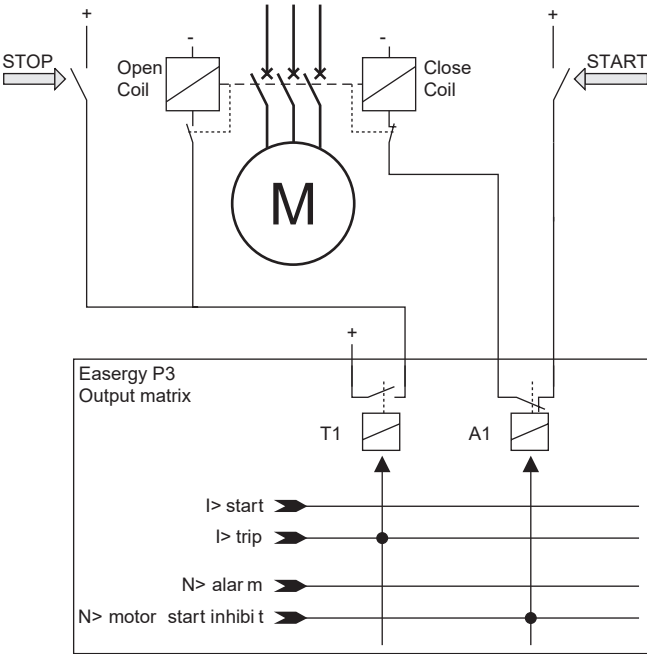 +
+
-
-
STOP
Open
Coil
Close
Coil
START
M
+
Easergy P3
Output matrix
T1
A1
I> start
I> trip
N> alar m
N> motor start inhibi t